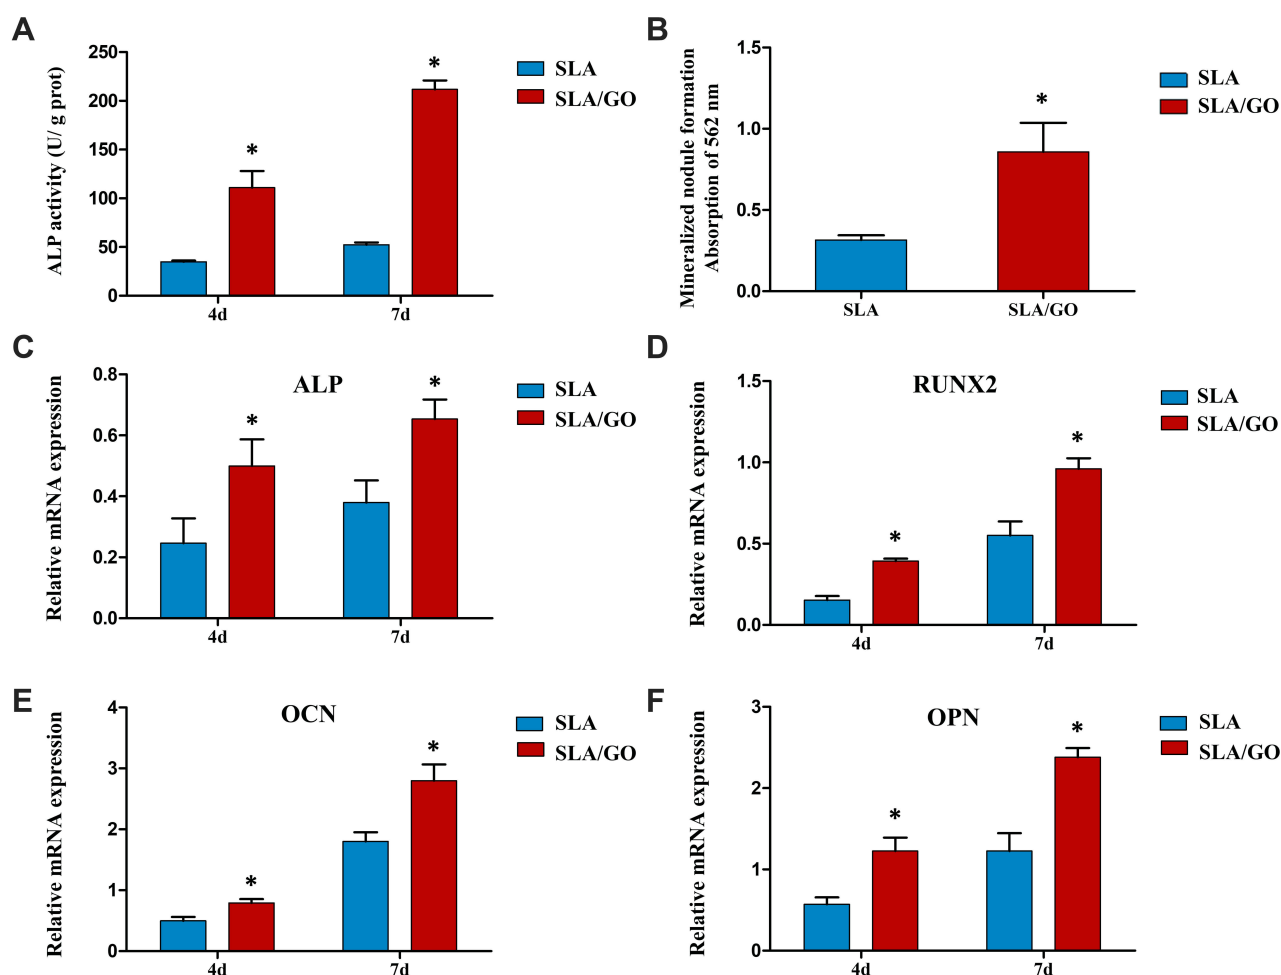 A
ALP activity (U/ g prot)
250
200
150
100
50
0
*
*
4d
7d
SLA
SLA/GO
B
Mineralized nodule formation
Absorption of 562 nm
1.5
1.0
0.5
0.0
*
SLA
SLA/GO
SLA
SLA/GO
C
ALP
Relative mRNA expression
0.8
0.6
0.4
0.2
0.0
*
*
4d
7d
SLA
SLA/GO
D
RUNX2
Relative mRNA expression
1.5
1.0
0.5
0.0
*
*
4d
7d
SLA
SLA/GO
E
OCN
Relative mRNA expression
4
3
2
1
0
*
*
4d
7d
SLA
SLA/GO
F
OPN
Relative mRNA expression
3
2
1
0
*
*
4d
7d
SLA
SLA/GO